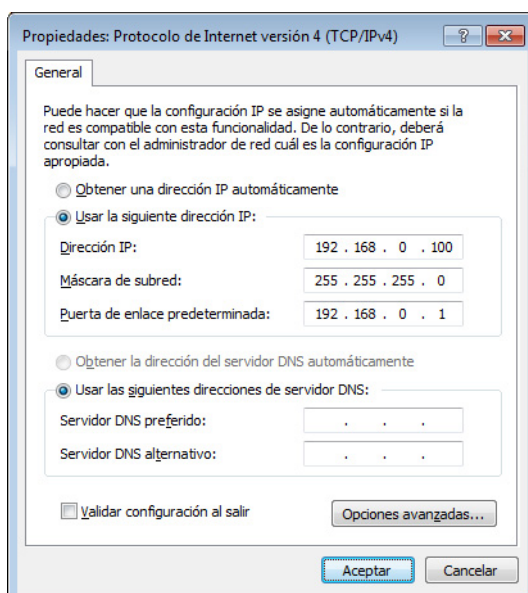 Propiedades: Protocolo de Internet versión 4 (TCP/IPv4)
General
Puede hacer que la configuración IP se asigne automáticamente si la
red es compatible con esta funcionalidad. De lo contrario, deberá
consultar con el administrador de red cuál es la configuración IP
apropiada.
Obtener una dirección IP automáticamente
Usar la siguiente dirección IP:
Dirección IP: 192 . 168 . 0 . 100
Máscara de subred: 255 . 255 . 255 . 0
Puerta de enlace predeterminada: 192 . 168 . 0 . 1
Obtener la dirección del servidor DNS automáticamente
Usar las siguientes direcciones de servidor DNS:
Servidor DNS preferido: . . .
Servidor DNS alternativo: . . .
Validar configuración al salir
Opciones avanzadas...
Aceptar Cancelar